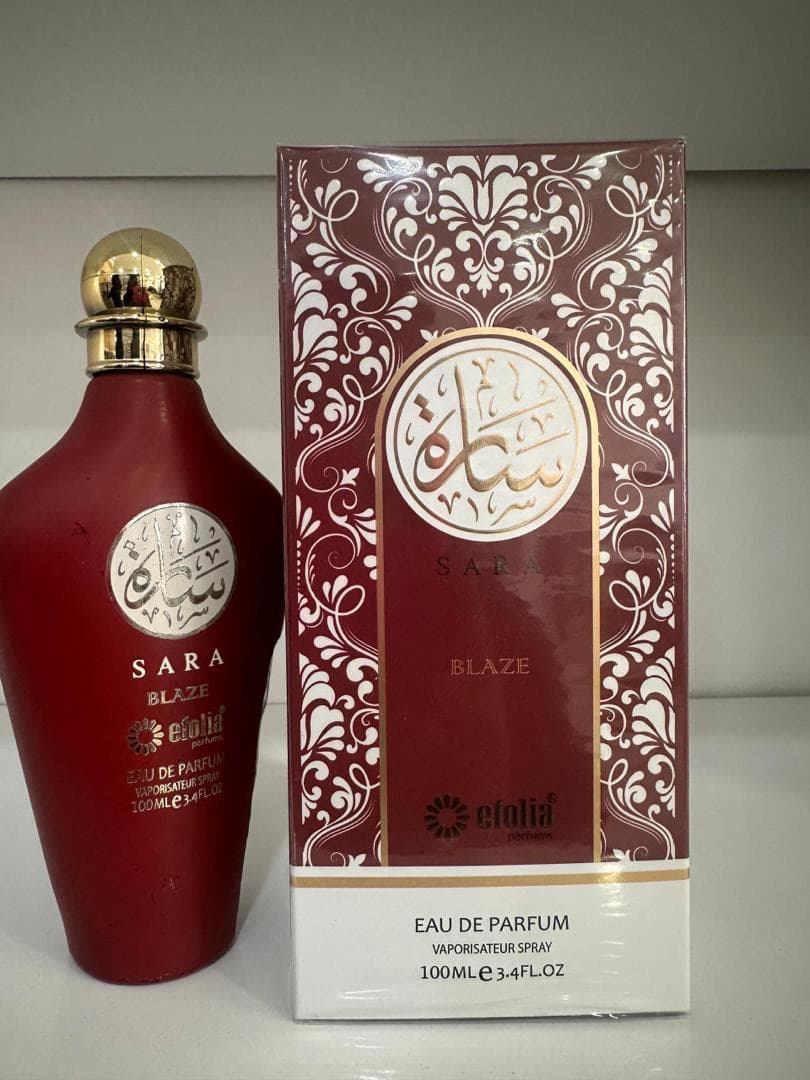 سارة
SARA
BLAZE
efolia®
parfums
EAU DE PARFUM
VAPORISATEUR SPRAY
100ML e 3.4FL.OZ
سارة
SARA
BLAZE
efolia®
parfums
EAU DE PARFUM
VAPORISATEUR SPRAY
100ML e 3.4FL.OZ